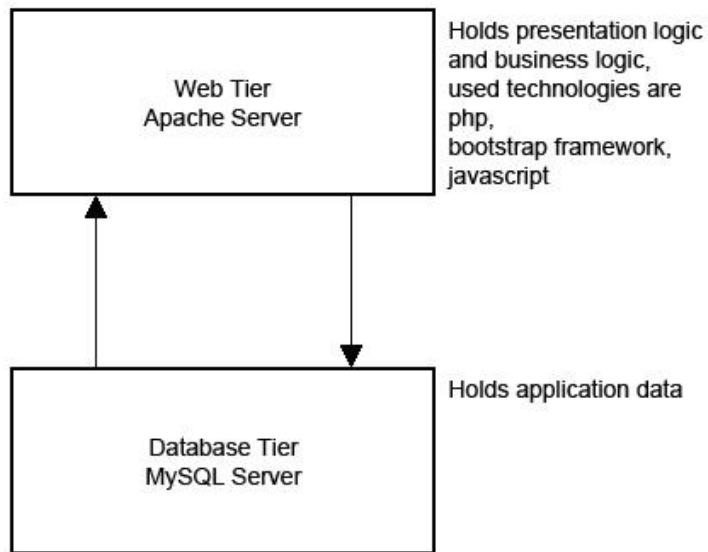 Web Tier
Apache Server
Holds presentation logic
and business logic,
used technologies are
php,
bootstrap framework,
javascript
Database Tier
MySQL Server
Holds application data